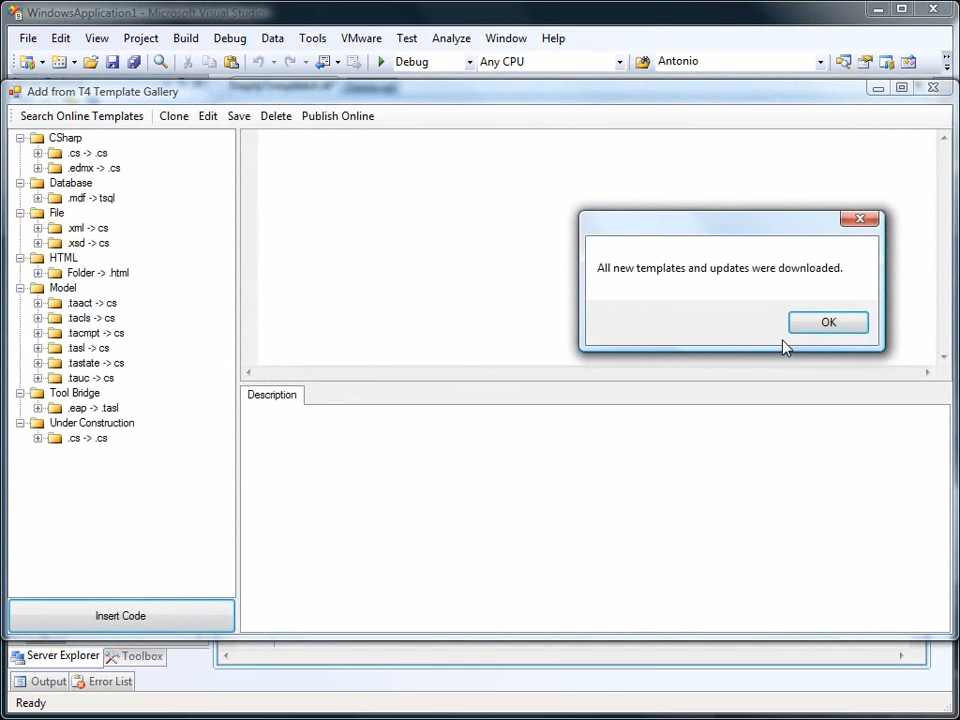 WindowsApplication1 - Microsoft Visual Studio
File Edit View Project Build Debug Data Tools VMware Test Analyze Window Help
Debug Any CPU Antonio
Add from T4 Template Gallery
Search Online Templates Clone Edit Save Delete Publish Online
CSharp
.cs -> .cs
.edmx -> .cs
Database
.mdf -> tsql
File
.xml -> cs
.xsd -> cs
HTML
Folder -> .html
Model
.taact -> cs
.tacls -> cs
.tacmpt -> cs
.tasl -> cs
.tastate -> cs
.tauc -> cs
Tool Bridge
.eap -> .tasl
Under Construction
.cs -> .cs
All new templates and updates were downloaded.
OK
Description
Insert Code
Server Explorer Toolbox
Output Error List
Ready